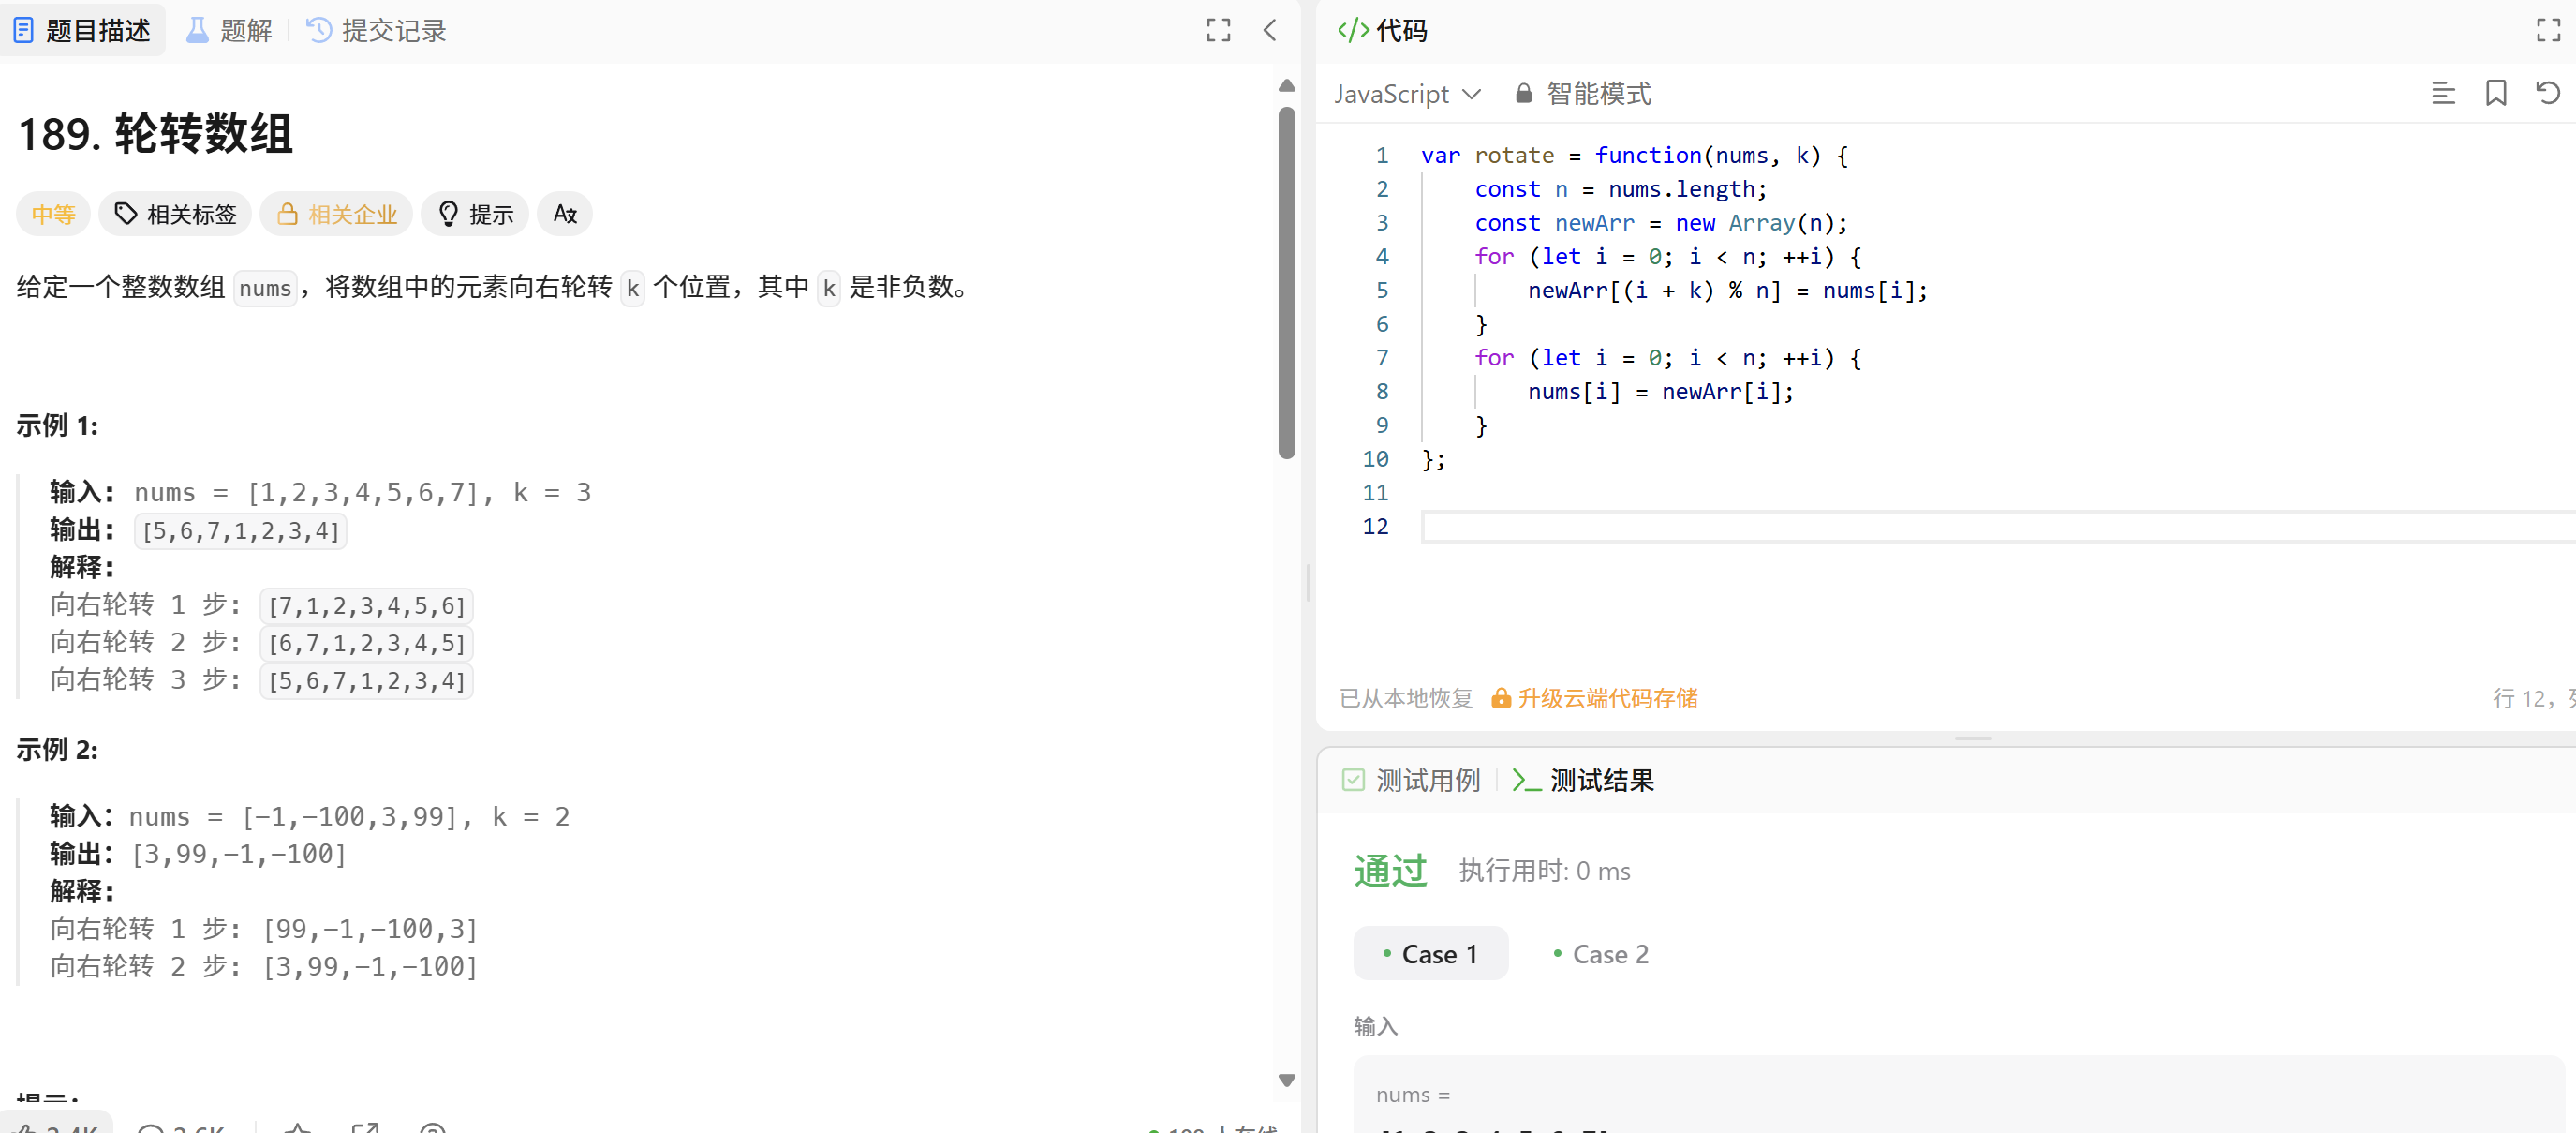 题目描述 题解 提交记录
189. 轮转数组
中等 相关标签 相关企业 提示
给定一个整数数组 nums，将数组中的元素向右轮转 k 个位置，其中 k 是非负数。
示例 1:
输入: nums = [1,2,3,4,5,6,7], k = 3
输出: [5,6,7,1,2,3,4]
解释:
向右轮转 1 步: [7,1,2,3,4,5,6]
向右轮转 2 步: [6,7,1,2,3,4,5]
向右轮转 3 步: [5,6,7,1,2,3,4]
示例 2:
输入：nums = [-1,-100,3,99], k = 2
输出：[3,99,-1,-100]
解释:
向右轮转 1 步: [99,-1,-100,3]
向右轮转 2 步: [3,99,-1,-100]
代码
JavaScript 智能模式
1 var rotate = function(nums, k) {
2 const n = nums.length;
3 const newArr = new Array(n);
4 for (let i = 0; i < n; ++i) {
5 newArr[(i + k) % n] = nums[i];
6 }
7 for (let i = 0; i < n; ++i) {
8 nums[i] = newArr[i];
9 }
10 };
11
12
已从本地恢复 升级云端代码存储 行 12,
测试用例 测试结果
通过 执行用时: 0 ms
Case 1 Case 2
输入
nums =